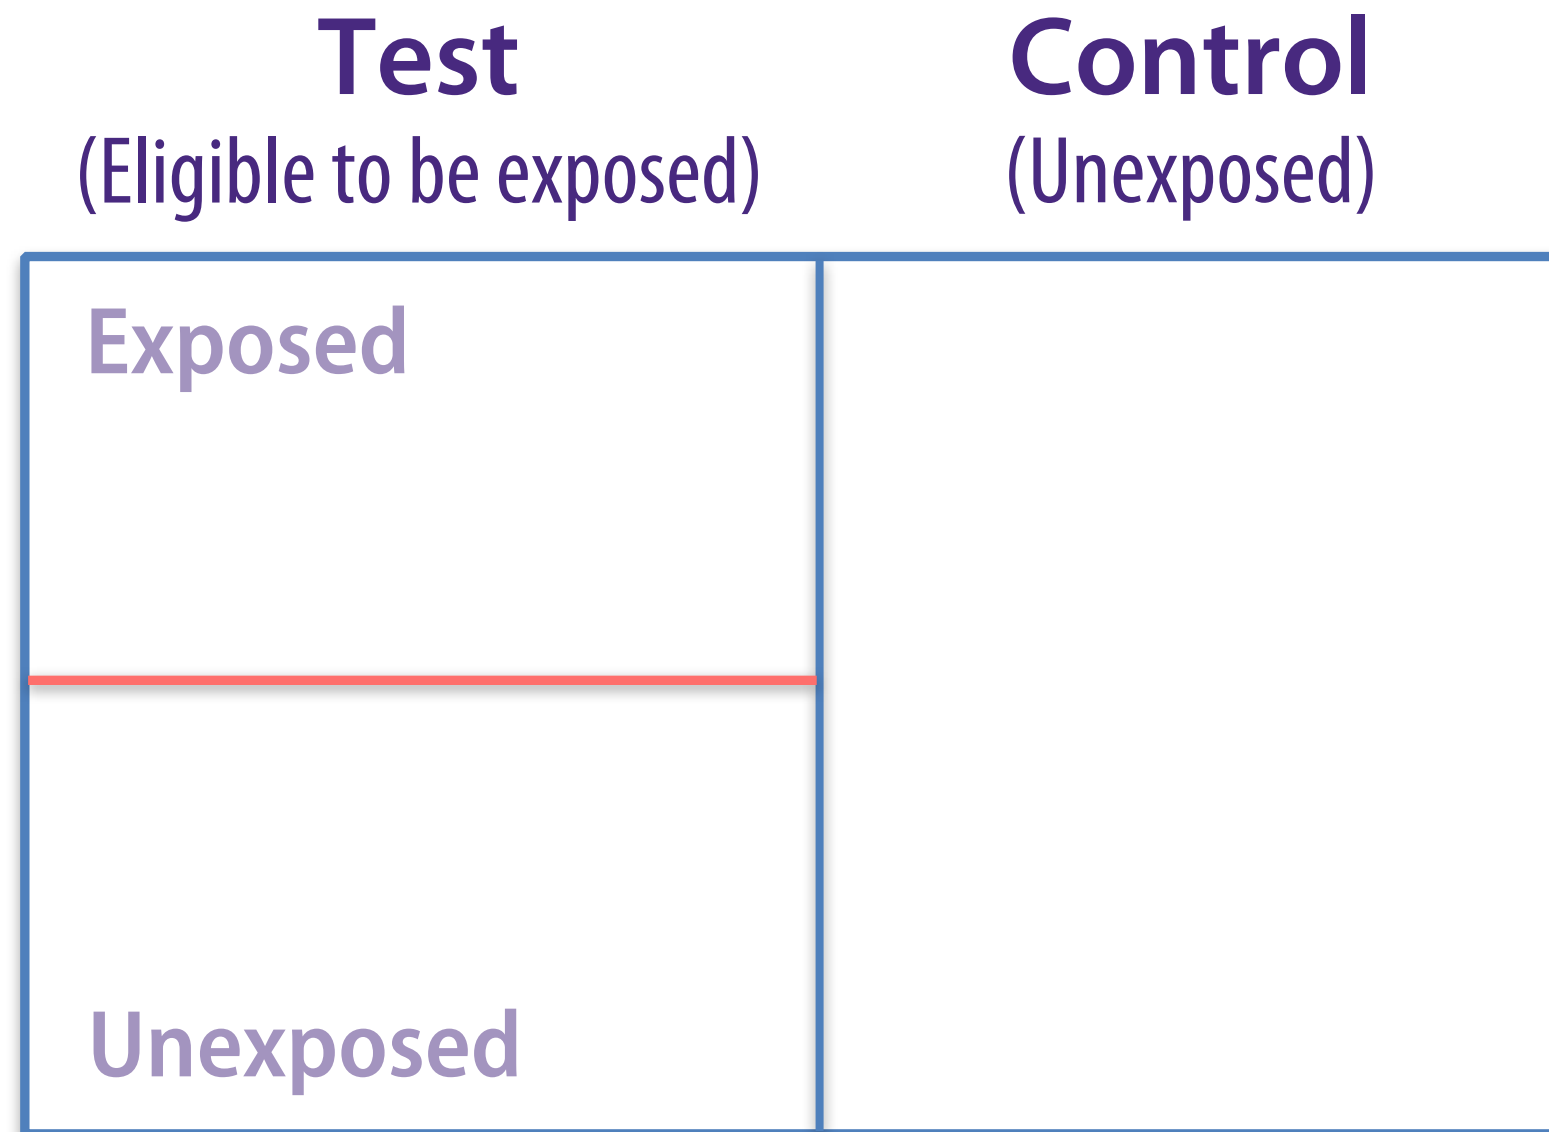 Test
(Eligible to be exposed)
Control
(Unexposed)
Exposed
Unexposed